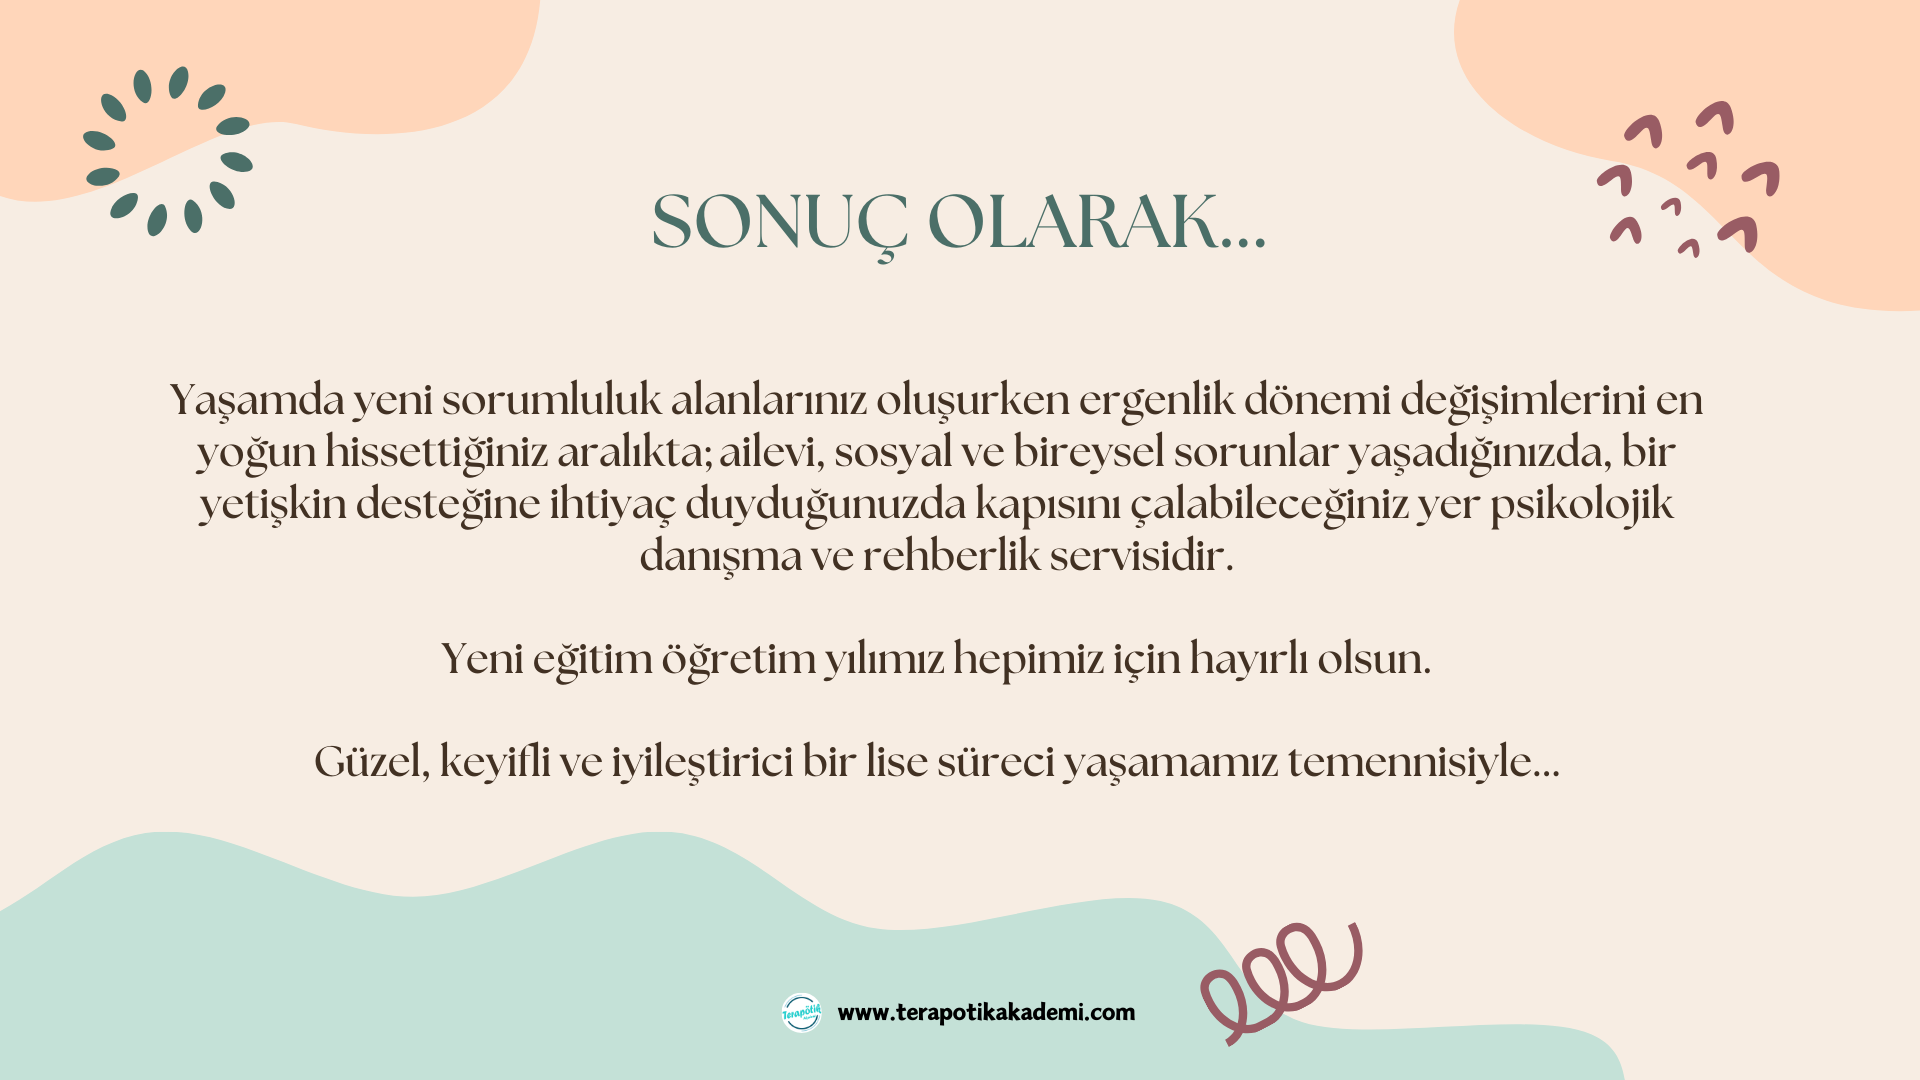 SONUÇ OLARAK...
Yaşamda yeni sorumluluk alanlarınız oluşurken ergenlik dönemi değişimlerini en
yoğun hissettiğiniz aralıkta; ailevi, sosyal ve bireysel sorunlar yaşadığınızda, bir
yetişkin desteğine ihtiyaç duyduğunuzda kapısını çalabileceğiniz yer psikolojik
danışma ve rehberlik servisidir.
Yeni eğitim öğretim yılımız hepimiz için hayırlı olsun.
Güzel, keyifli ve iyileştirici bir lise süreci yaşamamız temennisiyle...
Terapötik
www.terapotikakademi.com